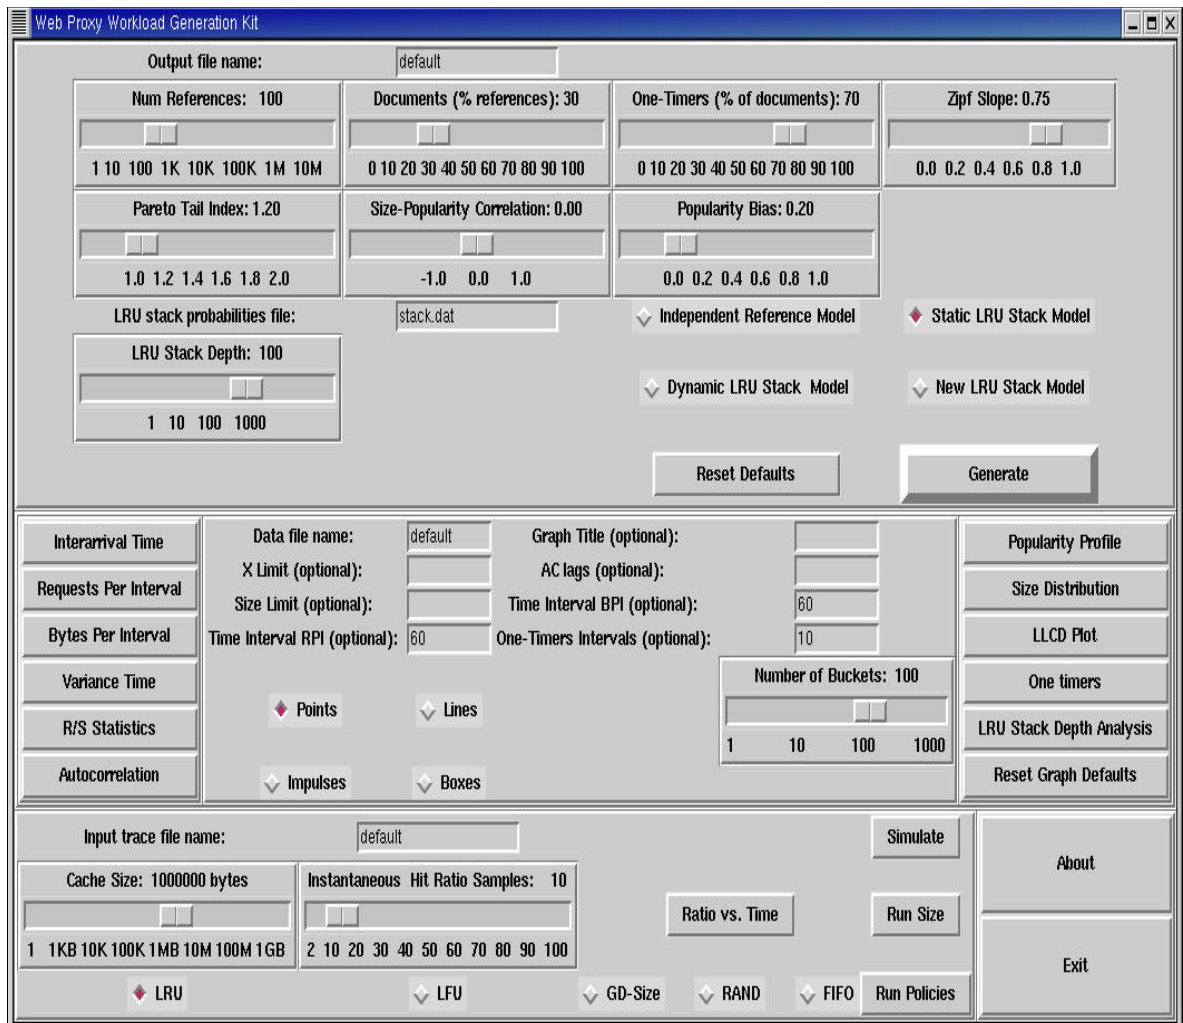 Web Proxy Workload Generation Kit
Output file name: default
Num References: 100
1 10 100 1K 10K 100K 1M 10M
Documents (% references): 30
0 10 20 30 40 50 60 70 80 90 100
One-Timers (% of documents): 70
0 10 20 30 40 50 60 70 80 90 100
Zipf Slope: 0.75
0.0 0.2 0.4 0.6 0.8 1.0
Pareto Tail Index: 1.20
1.0 1.2 1.4 1.6 1.8 2.0
Size-Popularity Correlation: 0.00
-1.0 0.0 1.0
Popularity Bias: 0.20
0.0 0.2 0.4 0.6 0.8 1.0
LRU stack probabilities file: stack.dat
Independent Reference Model
Static LRU Stack Model
LRU Stack Depth: 100
1 10 100 1000
Dynamic LRU Stack Model
New LRU Stack Model
Reset Defaults
Generate
Interarrival Time
Requests Per Interval
Bytes Per Interval
Variance Time
R/S Statistics
Autocorrelation
Data file name: default
Graph Title (optional):
X Limit (optional):
AC lags (optional):
Size Limit (optional):
Time Interval BPI (optional): 60
Time Interval RPI (optional): 60
One-Timers Intervals (optional): 10
Number of Buckets: 100
1 10 100 1000
Points
Lines
Impulses
Boxes
Popularity Profile
Size Distribution
LLCD Plot
One timers
LRU Stack Depth Analysis
Reset Graph Defaults
Input trace file name: default
Simulate
Cache Size: 1000000 bytes
1 1KB 10K 100K 1MB 10M 100M 1GB
Instantaneous Hit Ratio Samples: 10
2 10 20 30 40 50 60 70 80 90 100
Ratio vs. Time
Run Size
LRU
LFU
GD-Size
RAND
FIFO
Run Policies
About
Exit